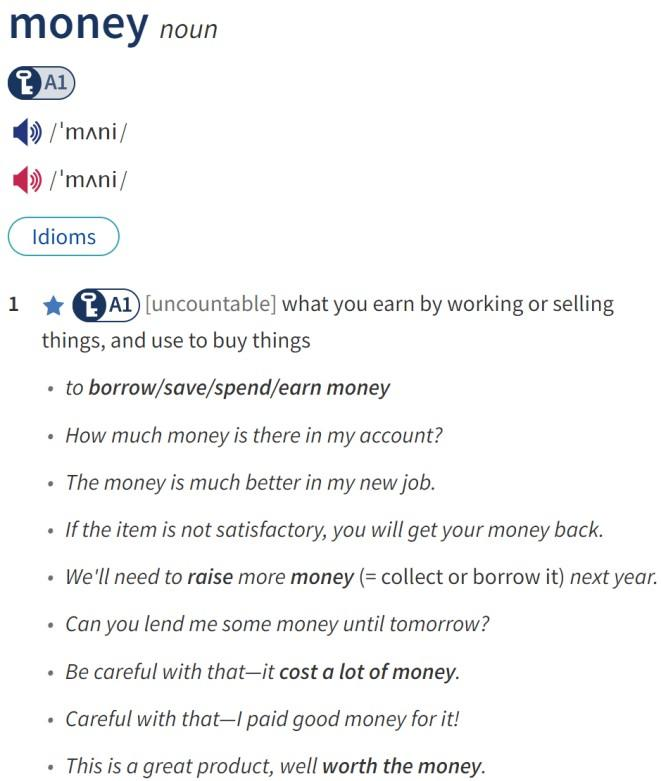 money noun
A1
/ˈmʌni/
/ˈmʌni/
Idioms
1 A1 [uncountable] what you earn by working or selling
things, and use to buy things
• to borrow/save/spend/earn money
• How much money is there in my account?
• The money is much better in my new job.
• If the item is not satisfactory, you will get your money back.
• We'll need to raise more money (= collect or borrow it) next year.
• Can you lend me some money until tomorrow?
• Be careful with that—it cost a lot of money.
• Careful with that—I paid good money for it!
• This is a great product, well worth the money.